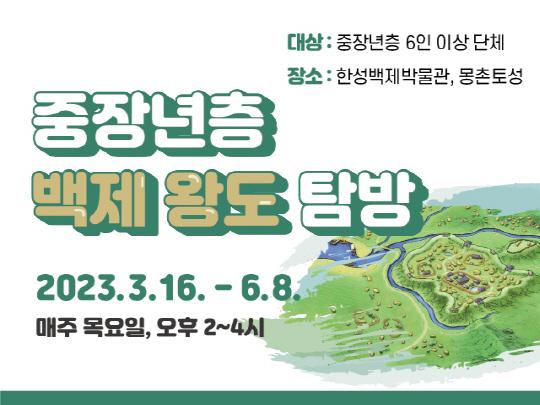 대상 : 중장년층 6인 이상 단체
장소 : 한성백제박물관, 몽촌토성
중장년층
백제 왕도 탐방
2023. 3. 16. - 6. 8.
매주 목요일, 오후 2~4시